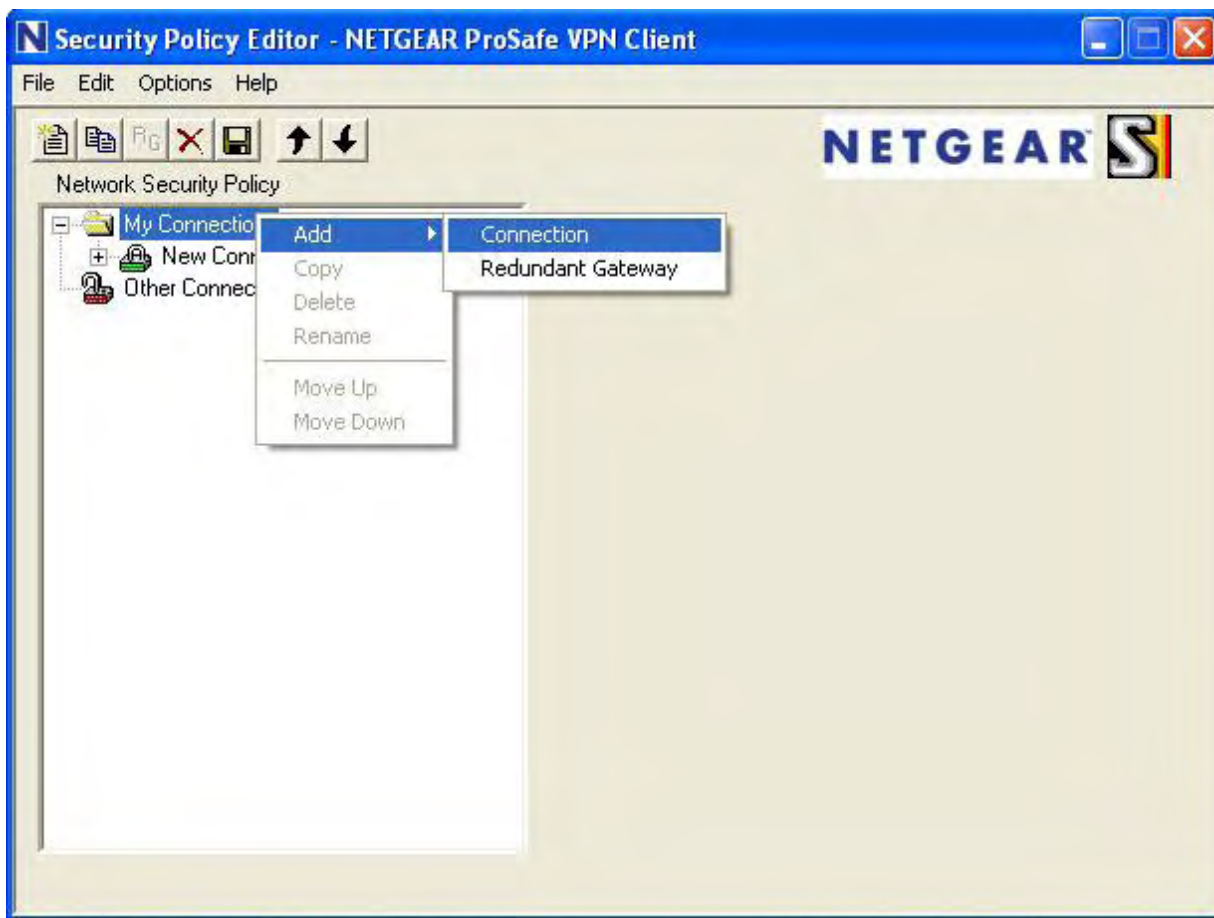 N Security Policy Editor - NETGEAR ProSafe VPN Client
File Edit Options Help
RG
NETGEAR S
Network Security Policy
My Connectio
Add
Connection
New Conn
Copy
Redundant Gateway
Other Connec
Delete
Rename
Move Up
Move Down